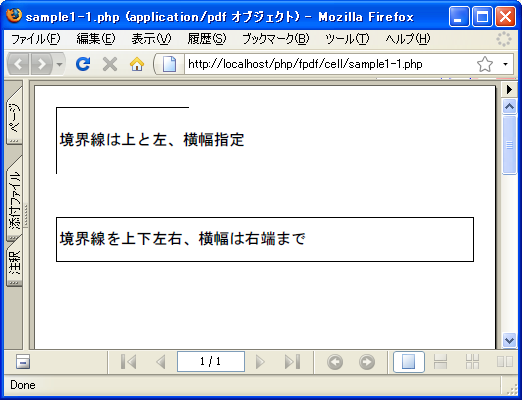 sample1-1.php (application/pdf オブジェクト) - Mozilla Firefox
ファイル(F) 編集(E) 表示(V) 履歴(S) ブックマーク(B) ツール(T) ヘルプ(H)
http://localhost/php/fpdf/cell/sample1-1.php
ページ
添付ファイル
注釈
境界線は上と左、横幅指定
境界線を上下左右、横幅は右端まで
1 / 1
Done